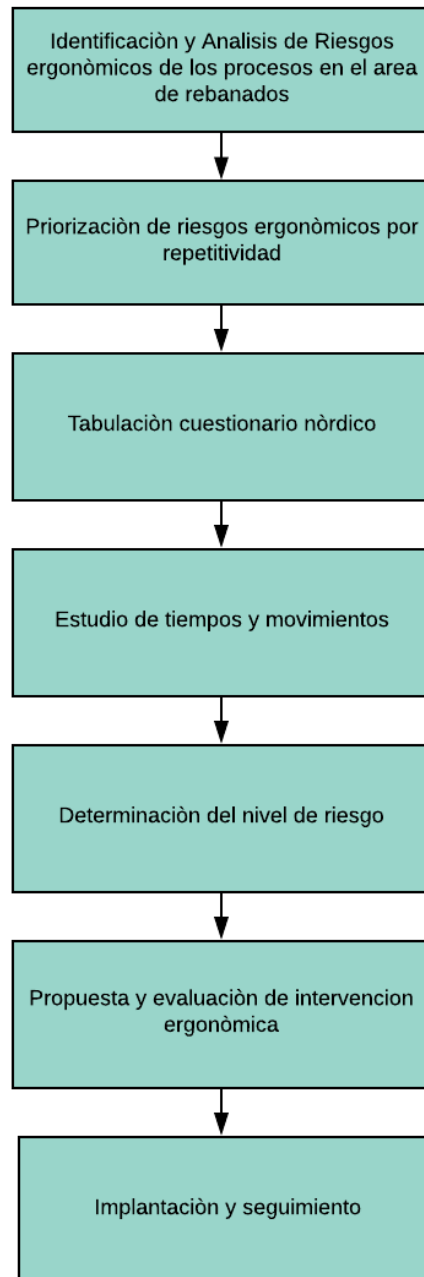 Identificaciòn y Analisis de Riesgos
ergonòmicos de los procesos en el area
de rebanados
Priorizaciòn de riesgos ergonòmicos por
repetitividad
Tabulaciòn cuestionario nòrdico
Estudio de tiempos y movimientos
Determinaciòn del nivel de riesgo
Propuesta y evaluaciòn de intervencion
ergonòmica
Implantaciòn y seguimiento